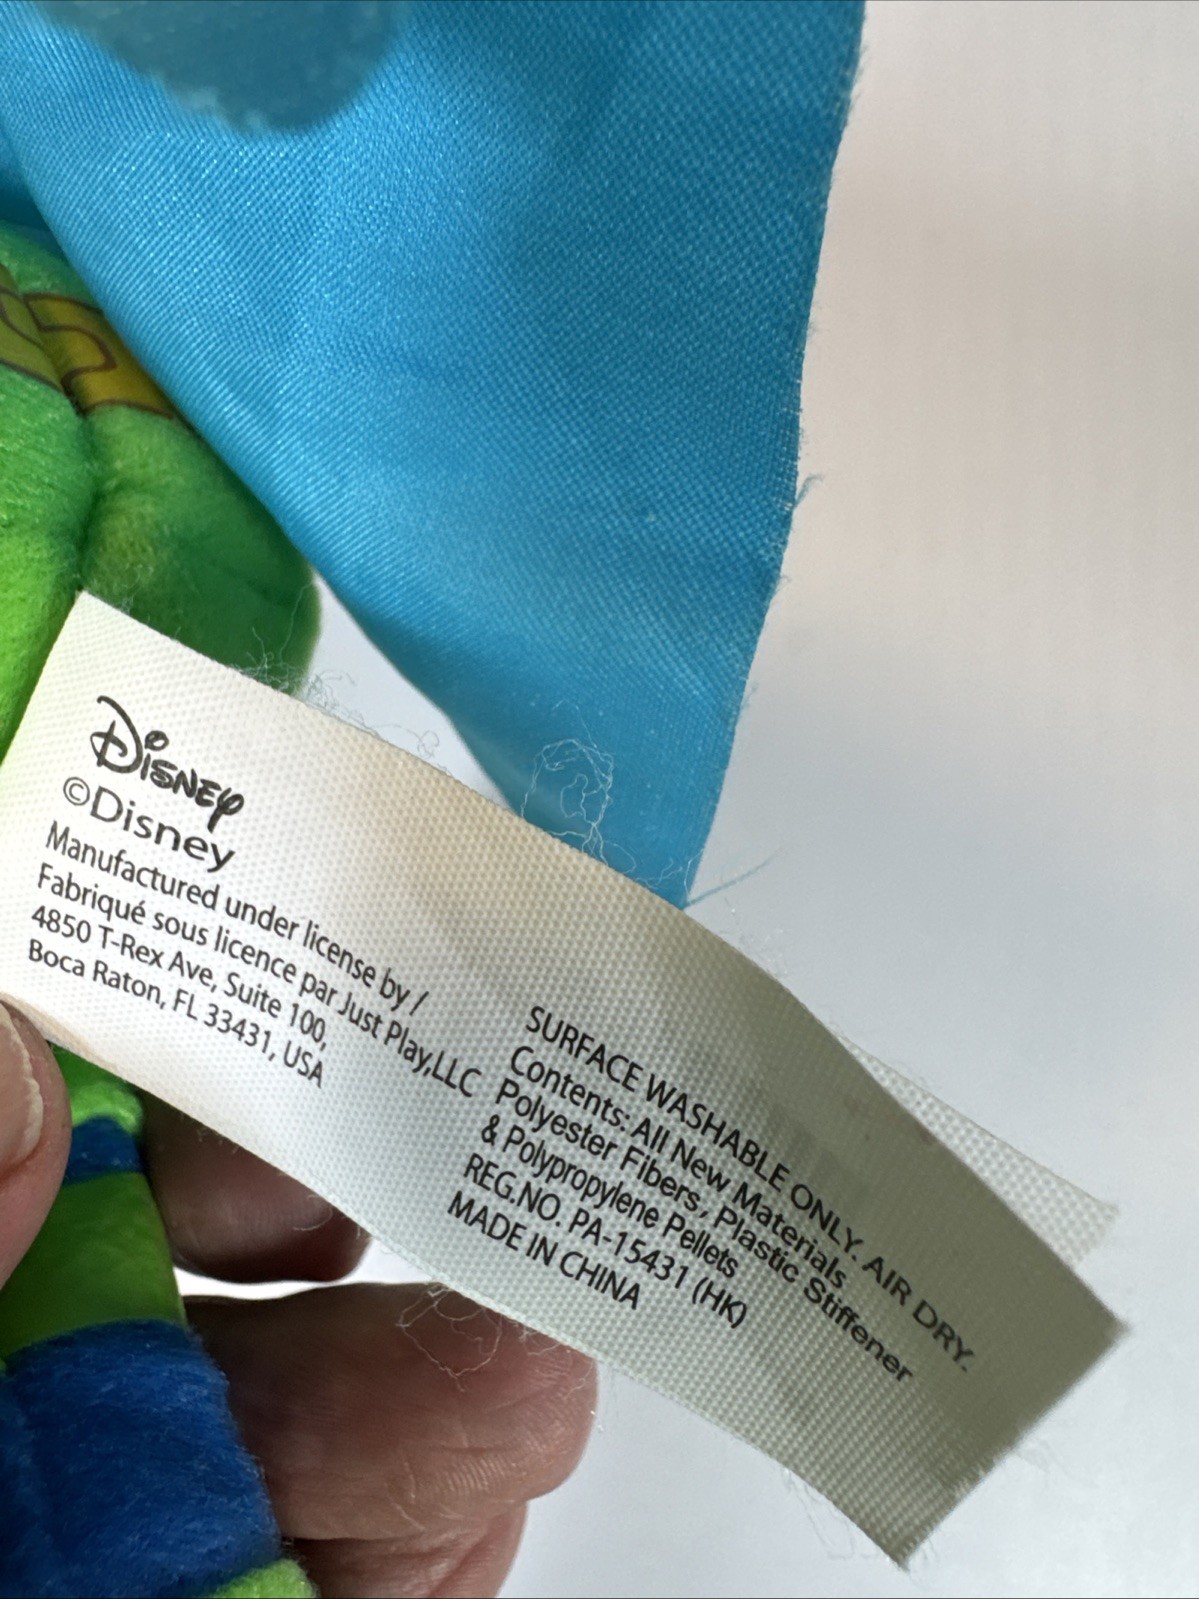 Disney
©Disney
Manufactured under license by /
Fabriqué sous licence par Just Play,LLC
4850 T-Rex Ave, Suite 100,
Boca Raton, FL 33431, USA
SURFACE WASHABLE ONLY. AIR DRY.
Contents: All New Materials
Polyester Fibers, Plastic Stiffener
& Polypropylene Pellets
REG.NO. PA-15431 (HK)
MADE IN CHINA